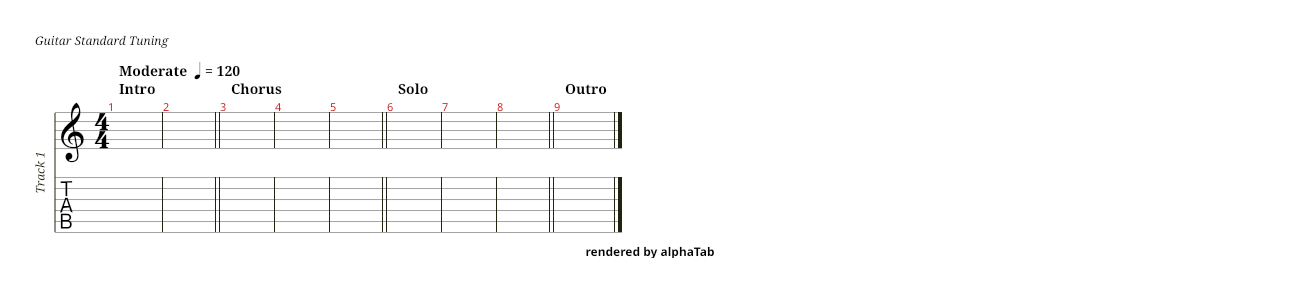 Guitar Standard Tuning
Moderate ♩ = 120
Intro Chorus Solo Outro
1 2 3 4 5 6 7 8 9
4
4
Track 1
T
A
B
rendered by alphaTab